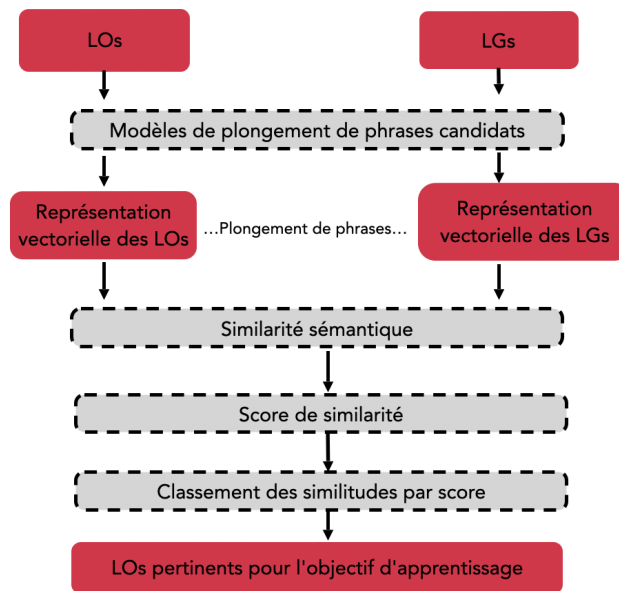 LOs
LGs
Modèles de plongement de phrases candidats
Représentation
vectorielle des LOs
...Plongement de phrases...
Représentation
vectorielle des LGs
Similarité sémantique
Score de similarité
Classement des similitudes par score
LOs pertinents pour l'objectif d'apprentissage